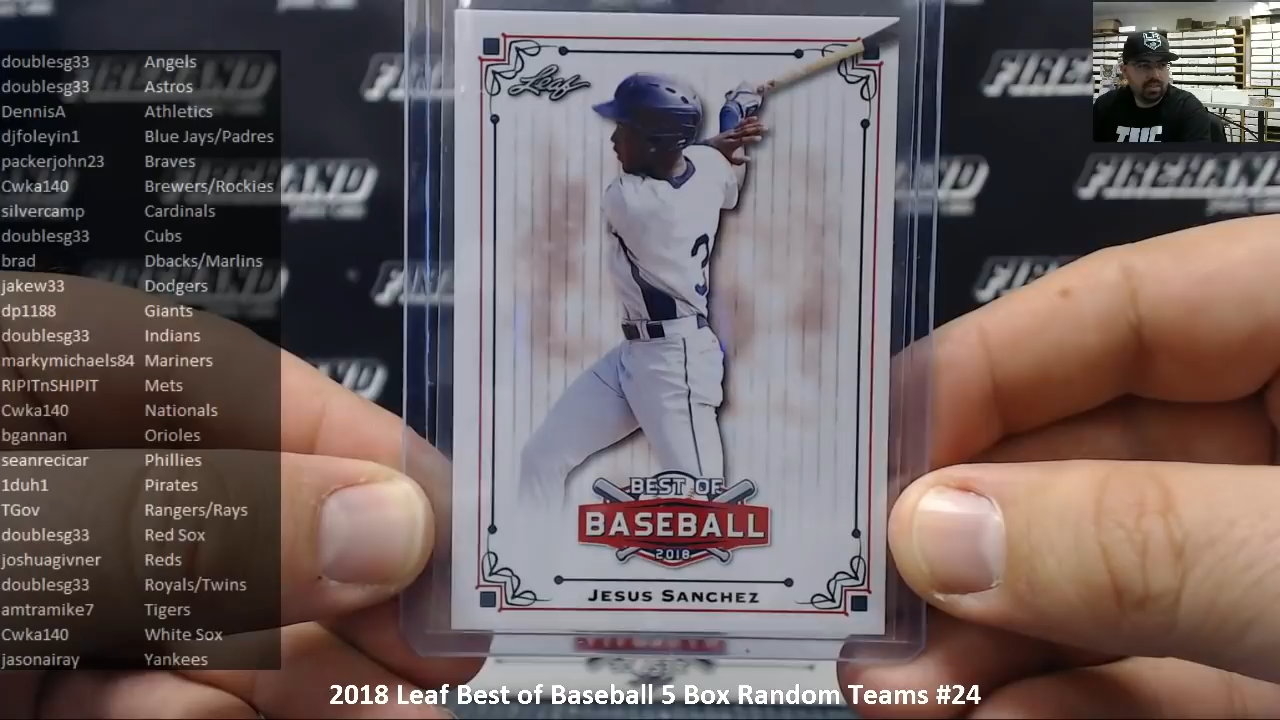 doublesg33 Angels
doublesg33 Astros
DennisA Athletics
djfoleyin1 Blue Jays/Padres
packerjohn23 Braves
Cwka140 Brewers/Rockies
silvercamp Cardinals
doublesg33 Cubs
brad Dbacks/Marlins
jakew33 Dodgers
dp1188 Giants
doublesg33 Indians
markymichaels84 Mariners
RIPITnSHIPIT Mets
Cwka140 Nationals
bgannan Orioles
seanrecicar Phillies
1duh1 Pirates
TGov Rangers/Rays
doublesg33 Red Sox
joshuagivner Reds
doublesg33 Royals/Twins
amtramike7 Tigers
Cwka140 White Sox
jasonairay Yankees
Leaf
3
BEST OF
BASEBALL
2018
JESUS SANCHEZ
FIREHAND
FIREHAND
2018 Leaf Best of Baseball 5 Box Random Teams #24